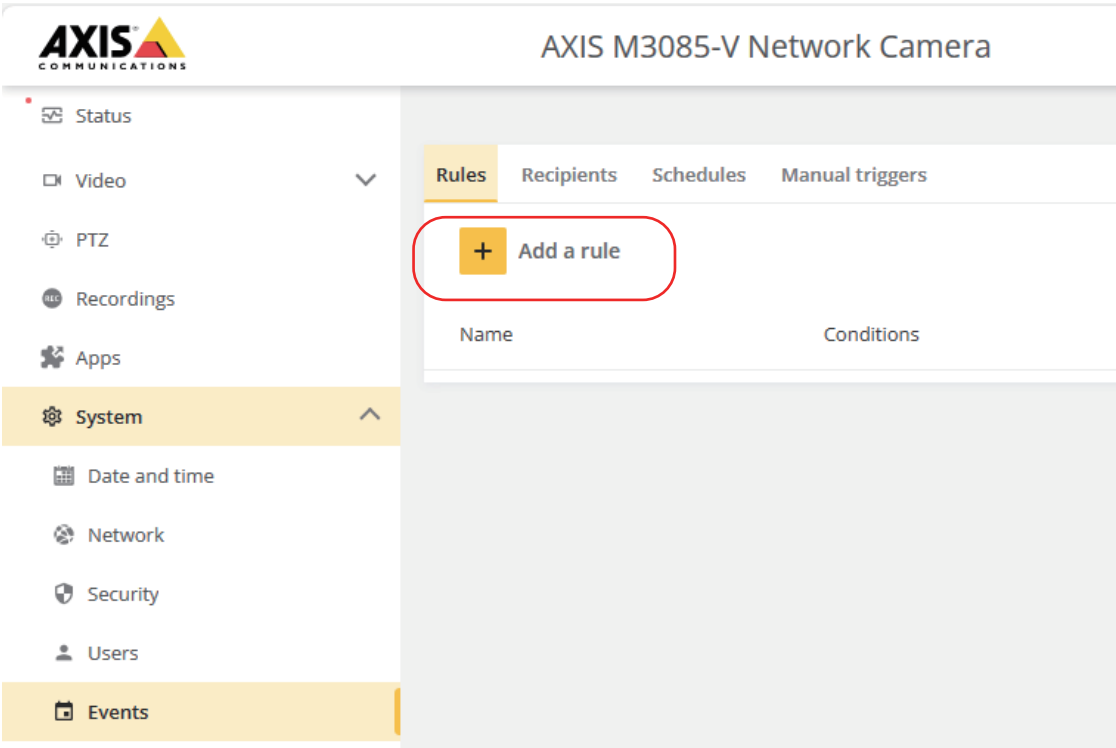 AXIS
COMMUNICATIONS
AXIS M3085-V Network Camera
Status
Video
PTZ
REC Recordings
Apps
System
Date and time
Network
Security
Users
Events
Rules Recipients Schedules Manual triggers
+ Add a rule
Name Conditions